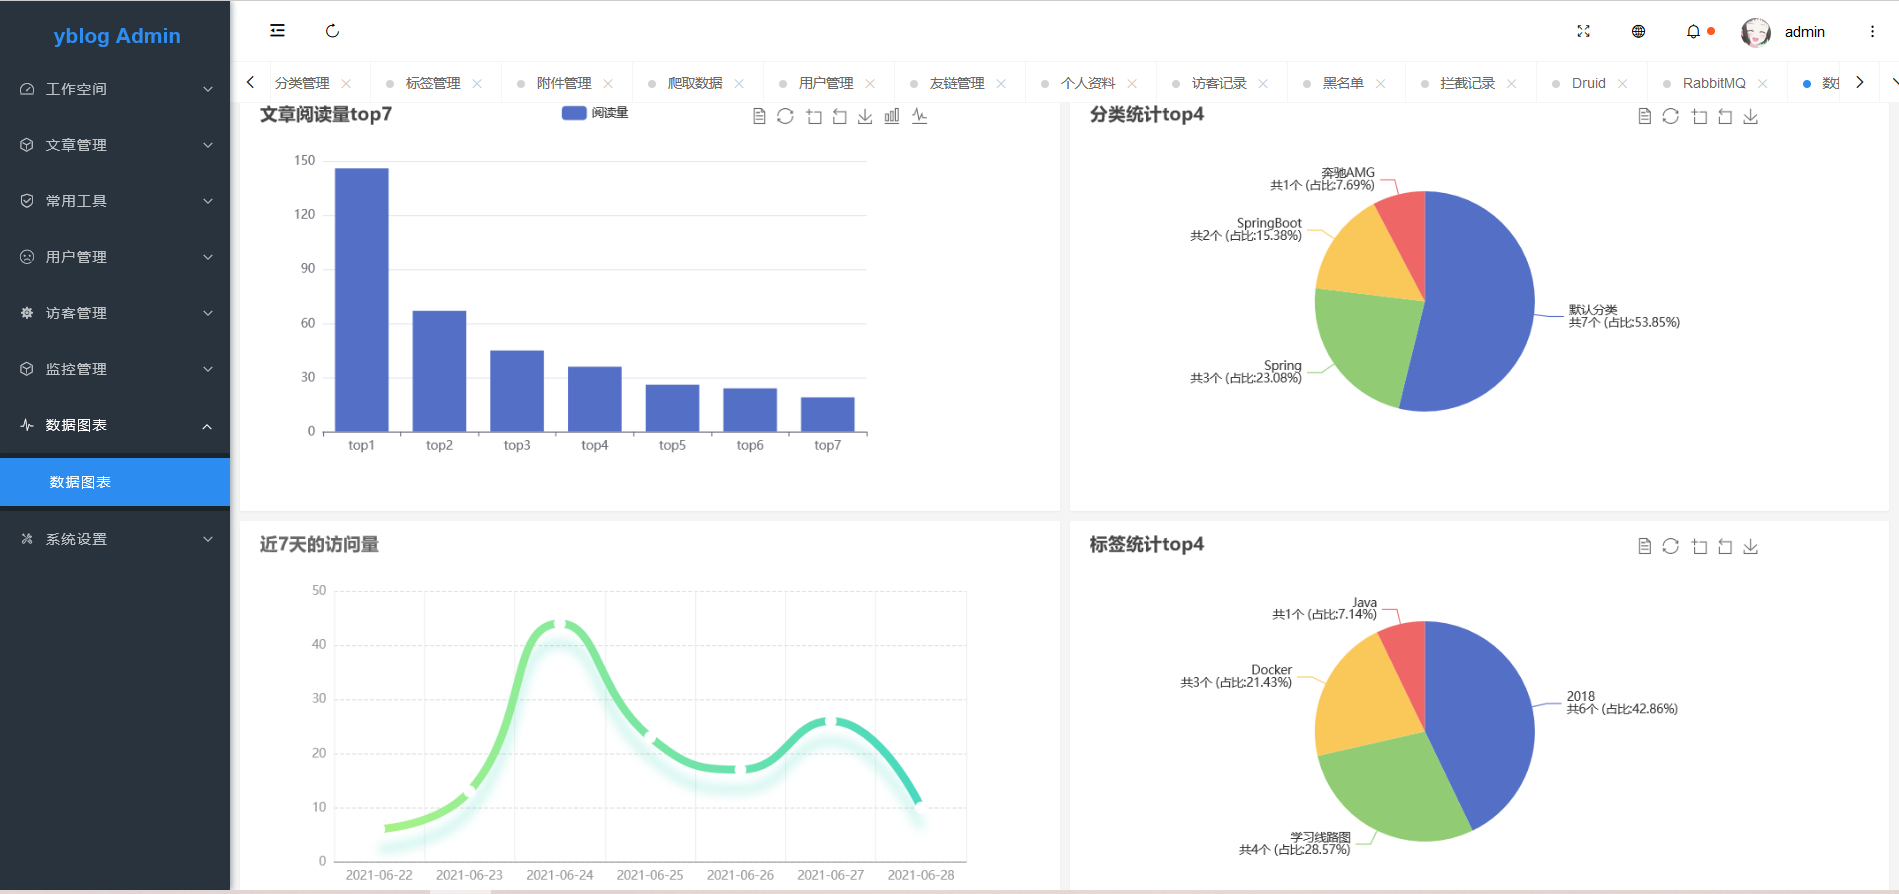 yblog Admin
工作空间
文章管理
常用工具
用户管理
访客管理
监控管理
数据图表
数据图表
系统设置
admin
分类管理
标签管理
附件管理
爬取数据
用户管理
友链管理
个人资料
访客记录
黑名单
拦截记录
Druid
RabbitMQ
文章阅读量top7
阅读量
150
120
90
60
30
0
top1
top2
top3
top4
top5
top6
top7
分类统计top4
奔驰AMG
共1个 (占比:7.69%)
SpringBoot
共2个 (占比:15.38%)
默认分类
共7个 (占比:53.85%)
Spring
共3个 (占比:23.08%)
近7天的访问量
50
40
30
20
10
0
2021-06-22
2021-06-23
2021-06-24
2021-06-25
2021-06-26
2021-06-27
2021-06-28
标签统计top4
Java
共1个 (占比:7.14%)
Docker
共3个 (占比:21.43%)
2018
共6个 (占比:42.86%)
学习线路图
共4个 (占比:28.57%)